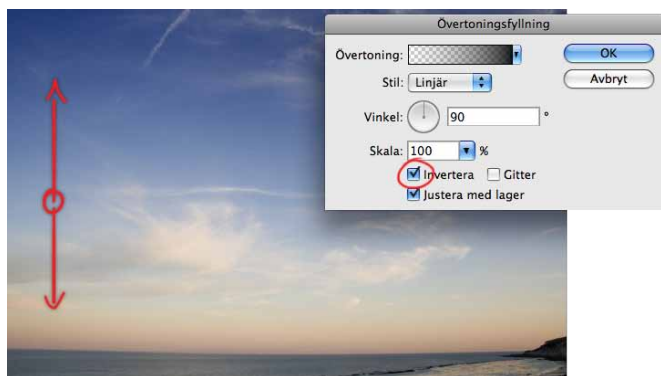 Övertoningsfyllning
Övertoning:
OK
Stil: Linjär
Avbryt
Vinkel: 90 °
Skala: 100 %
Invertera Gitter
Justera med lager